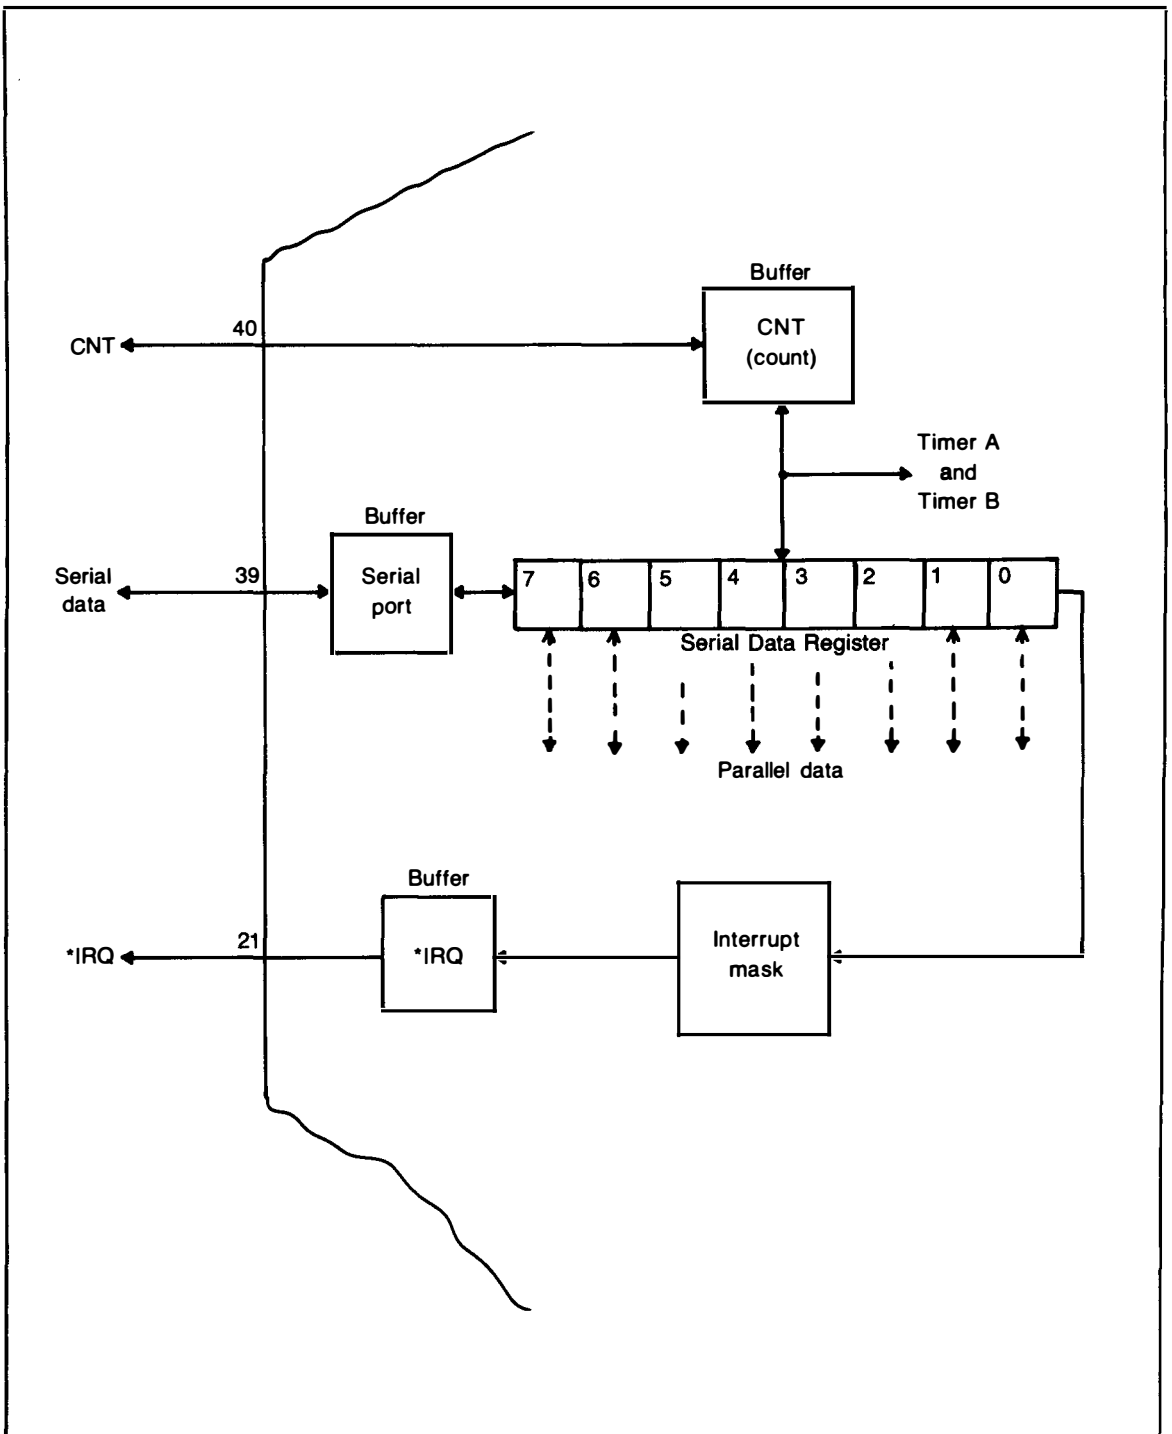 Buffer
CNT
(count)
40
CNT
Timer A
and
Timer B
Buffer
Serial
port
39
Serial
data
7 6 5 4 3 2 1 0
Serial Data Register
Parallel data
Buffer
*IRQ
21
*IRQ
Interrupt
mask